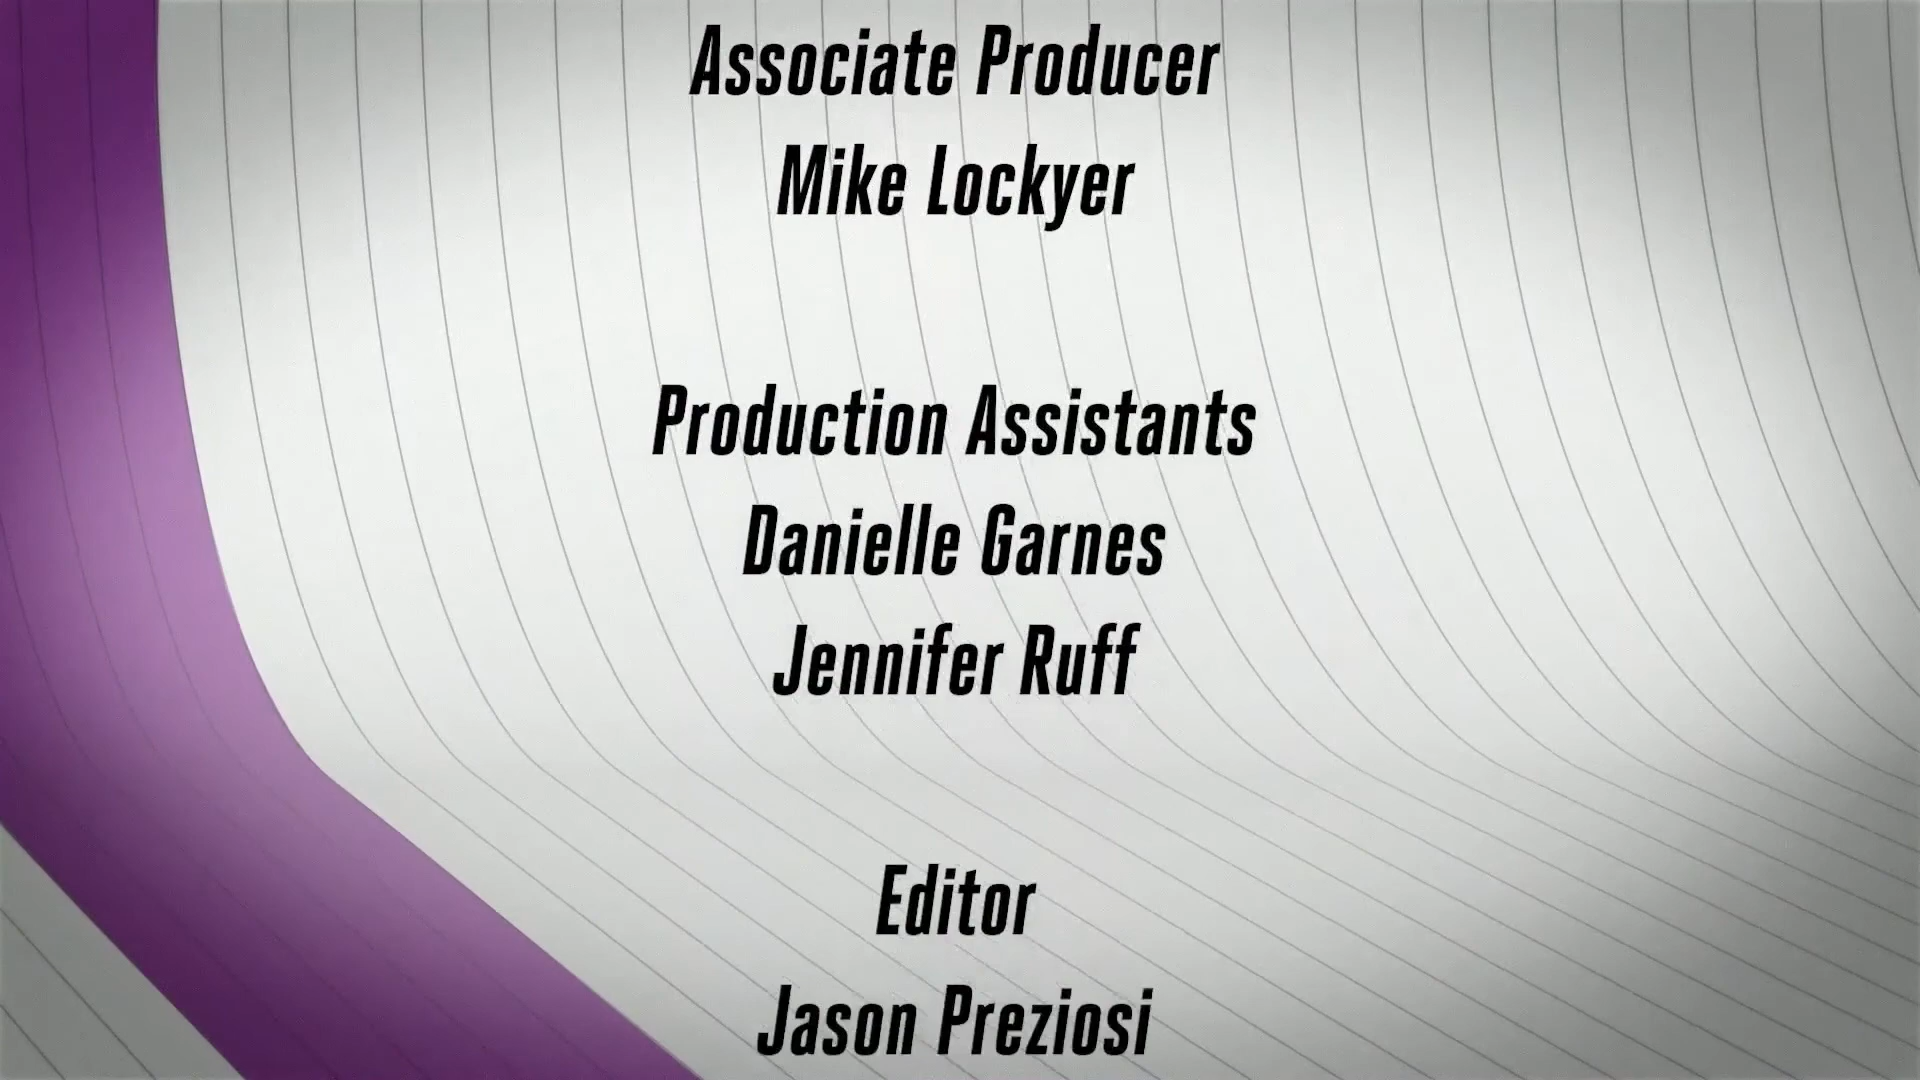 Associate Producer
Mike Lockyer
Production Assistants
Danielle Garnes
Jennifer Ruff
Editor
Jason Preziosi